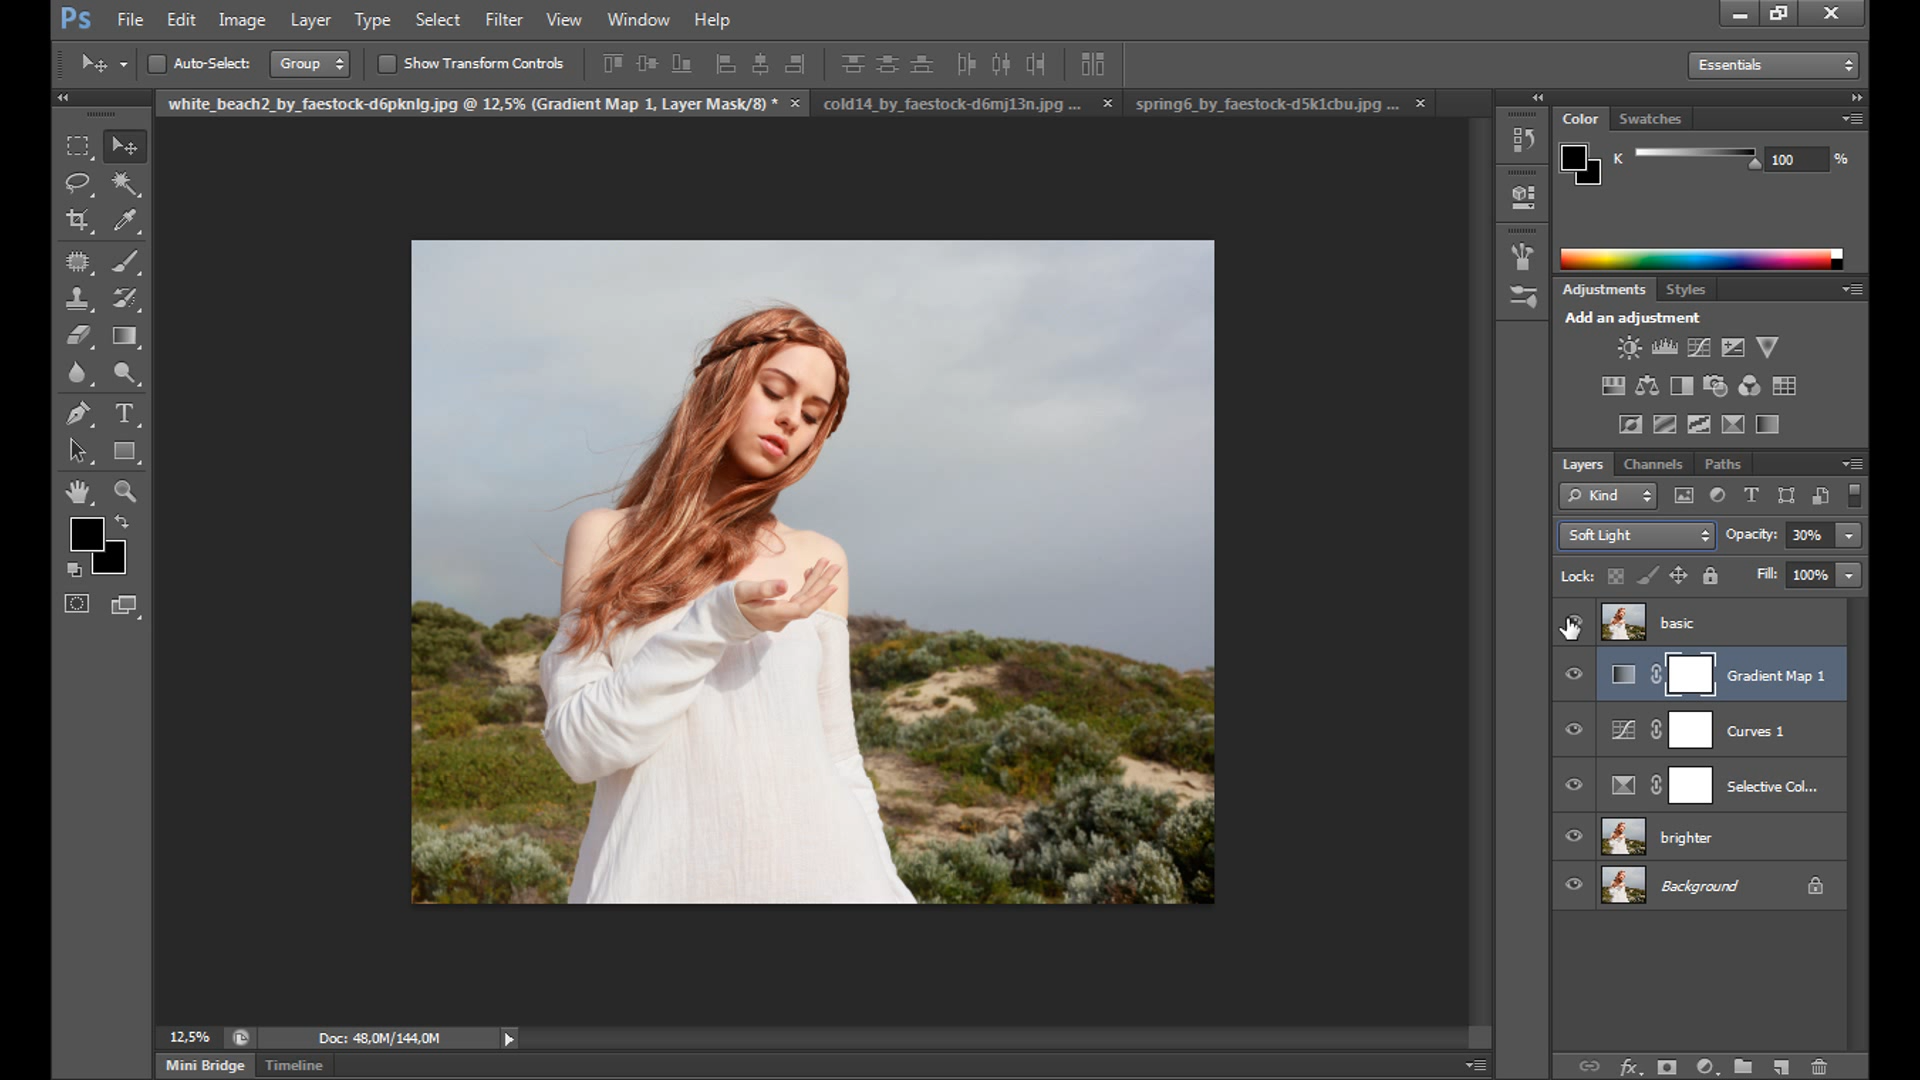 Ps File Edit Image Layer Type Select Filter View Window Help
Auto-Select: Group Show Transform Controls Essentials
white_beach2_by_faestock-d6pknlg.jpg @ 12,5% (Gradient Map 1, Layer Mask/8) * cold14_by_faestock-d6mj13n.jpg ... spring6_by_faestock-d5k1cbu.jpg ...
Color Swatches
K 100 %
Adjustments Styles
Add an adjustment
Layers Channels Paths
Kind
Soft Light Opacity: 30%
Lock: Fill: 100%
basic
Gradient Map 1
Curves 1
Selective Col...
brighter
Background
12,5% Doc: 48,0M/144,0M
Mini Bridge Timeline
fx